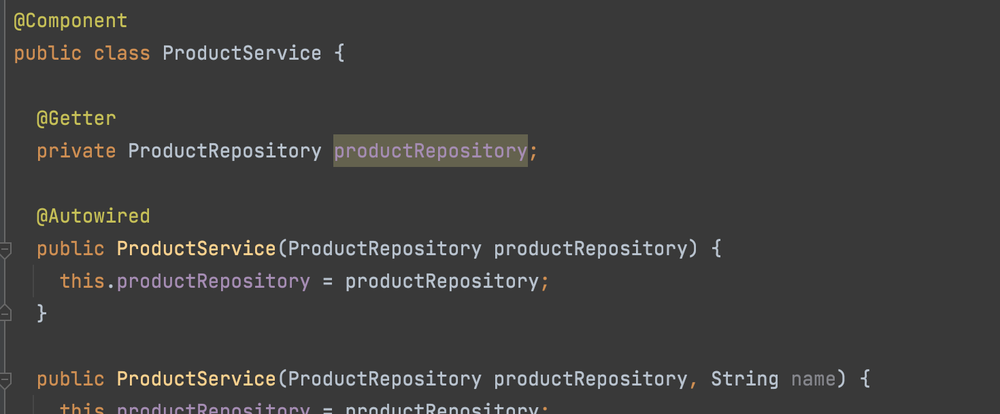 @Component
public class ProductService {
@Getter
private ProductRepository productRepository;
@Autowired
public ProductService(ProductRepository productRepository) {
this.productRepository = productRepository;
}
public ProductService(ProductRepository productRepository, String name) {
this.productRepository = productRepository;